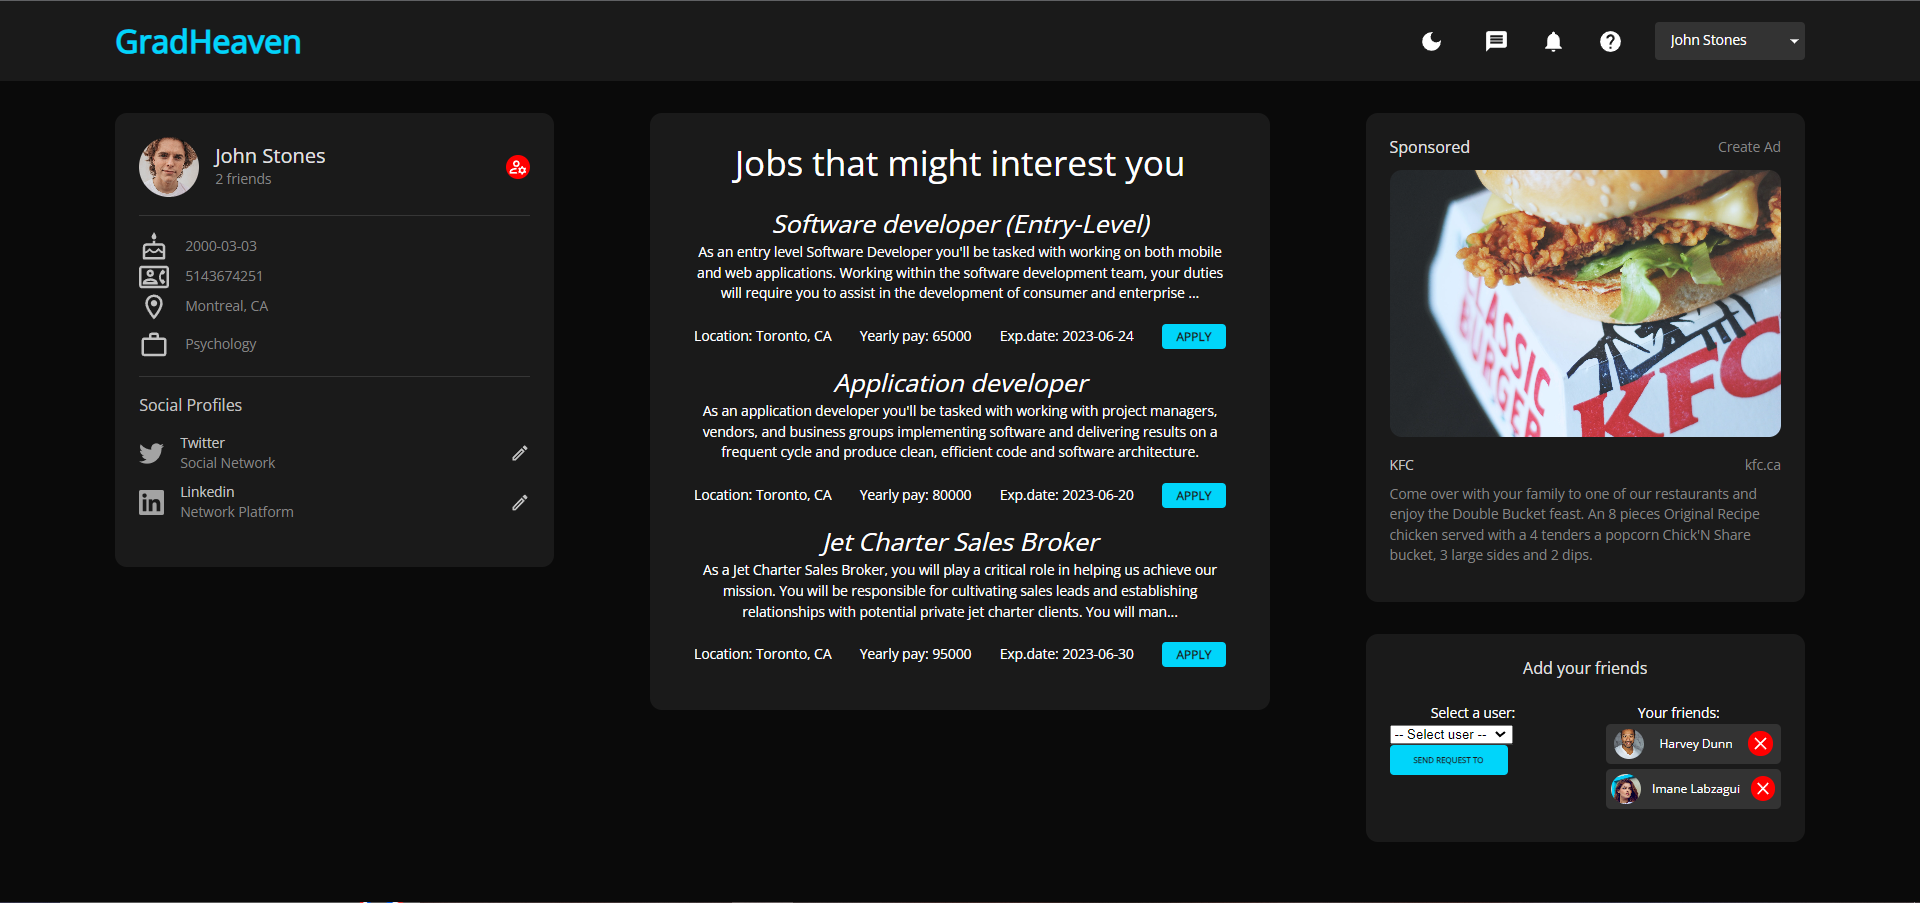 GradHeaven
John Stones
John Stones
2 friends
2000-03-03
5143674251
Montreal, CA
Psychology
Social Profiles
Twitter
Social Network
Linkedin
Network Platform
Jobs that might interest you
Software developer (Entry-Level)
As an entry level Software Developer you'll be tasked with working on both mobile
and web applications. Working within the software development team, your duties
will require you to assist in the development of consumer and enterprise ...
Location: Toronto, CA Yearly pay: 65000 Exp.date: 2023-06-24 APPLY
Application developer
As an application developer you'll be tasked with working with project managers,
vendors, and business groups implementing software and delivering results on a
frequent cycle and produce clean, efficient code and software architecture.
Location: Toronto, CA Yearly pay: 80000 Exp.date: 2023-06-20 APPLY
Jet Charter Sales Broker
As a Jet Charter Sales Broker, you will play a critical role in helping us achieve our
mission. You will be responsible for cultivating sales leads and establishing
relationships with potential private jet charter clients. You will man...
Location: Toronto, CA Yearly pay: 95000 Exp.date: 2023-06-30 APPLY
Sponsored Create Ad
CLASSIC
BURGER
KFC
KFC kfc.ca
Come over with your family to one of our restaurants and
enjoy the Double Bucket feast. An 8 pieces Original Recipe
chicken served with a 4 tenders a popcorn Chick'N Share
bucket, 3 large sides and 2 dips.
Add your friends
Select a user:
-- Select user --
SEND REQUEST TO
Your friends:
Harvey Dunn
Imane Labzagui